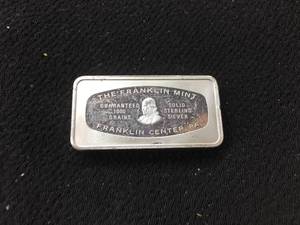 THE FRANKLIN MINT
GUARANTEED
1000
GRAINS
SOLID
STERLING
SILVER
FRANKLIN CENTER, PA.